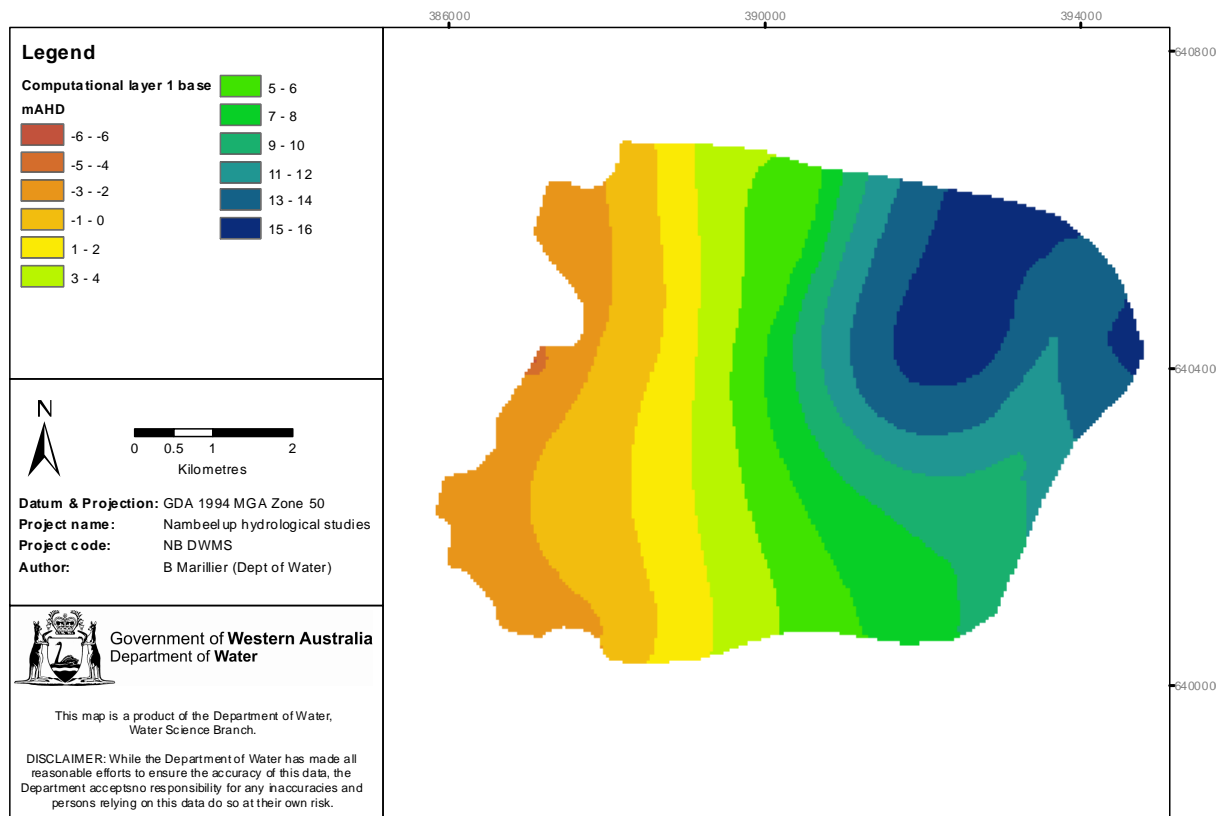 386000
390000
394000
640800
640400
640000
Legend
Computational layer 1 base
mAHD
-6 - -6
-5 - -4
-3 - -2
-1 - 0
1 - 2
3 - 4
5 - 6
7 - 8
9 - 10
11 - 12
13 - 14
15 - 16
N
0 0.5 1 2
Kilometres
Datum & Projection: GDA 1994 MGA Zone 50
Project name: Nambeelup hydrological studies
Project code: NB DWMS
Author: B Marillier (Dept of Water)
Government of Western Australia
Department of Water
This map is a product of the Department of Water,
Water Science Branch.
DISCLAIMER: While the Department of Water has made all
reasonable efforts to ensure the accuracy of this data, the
Department acceptsno responsibility for any inaccuracies and
persons relying on this data do so at their own risk.